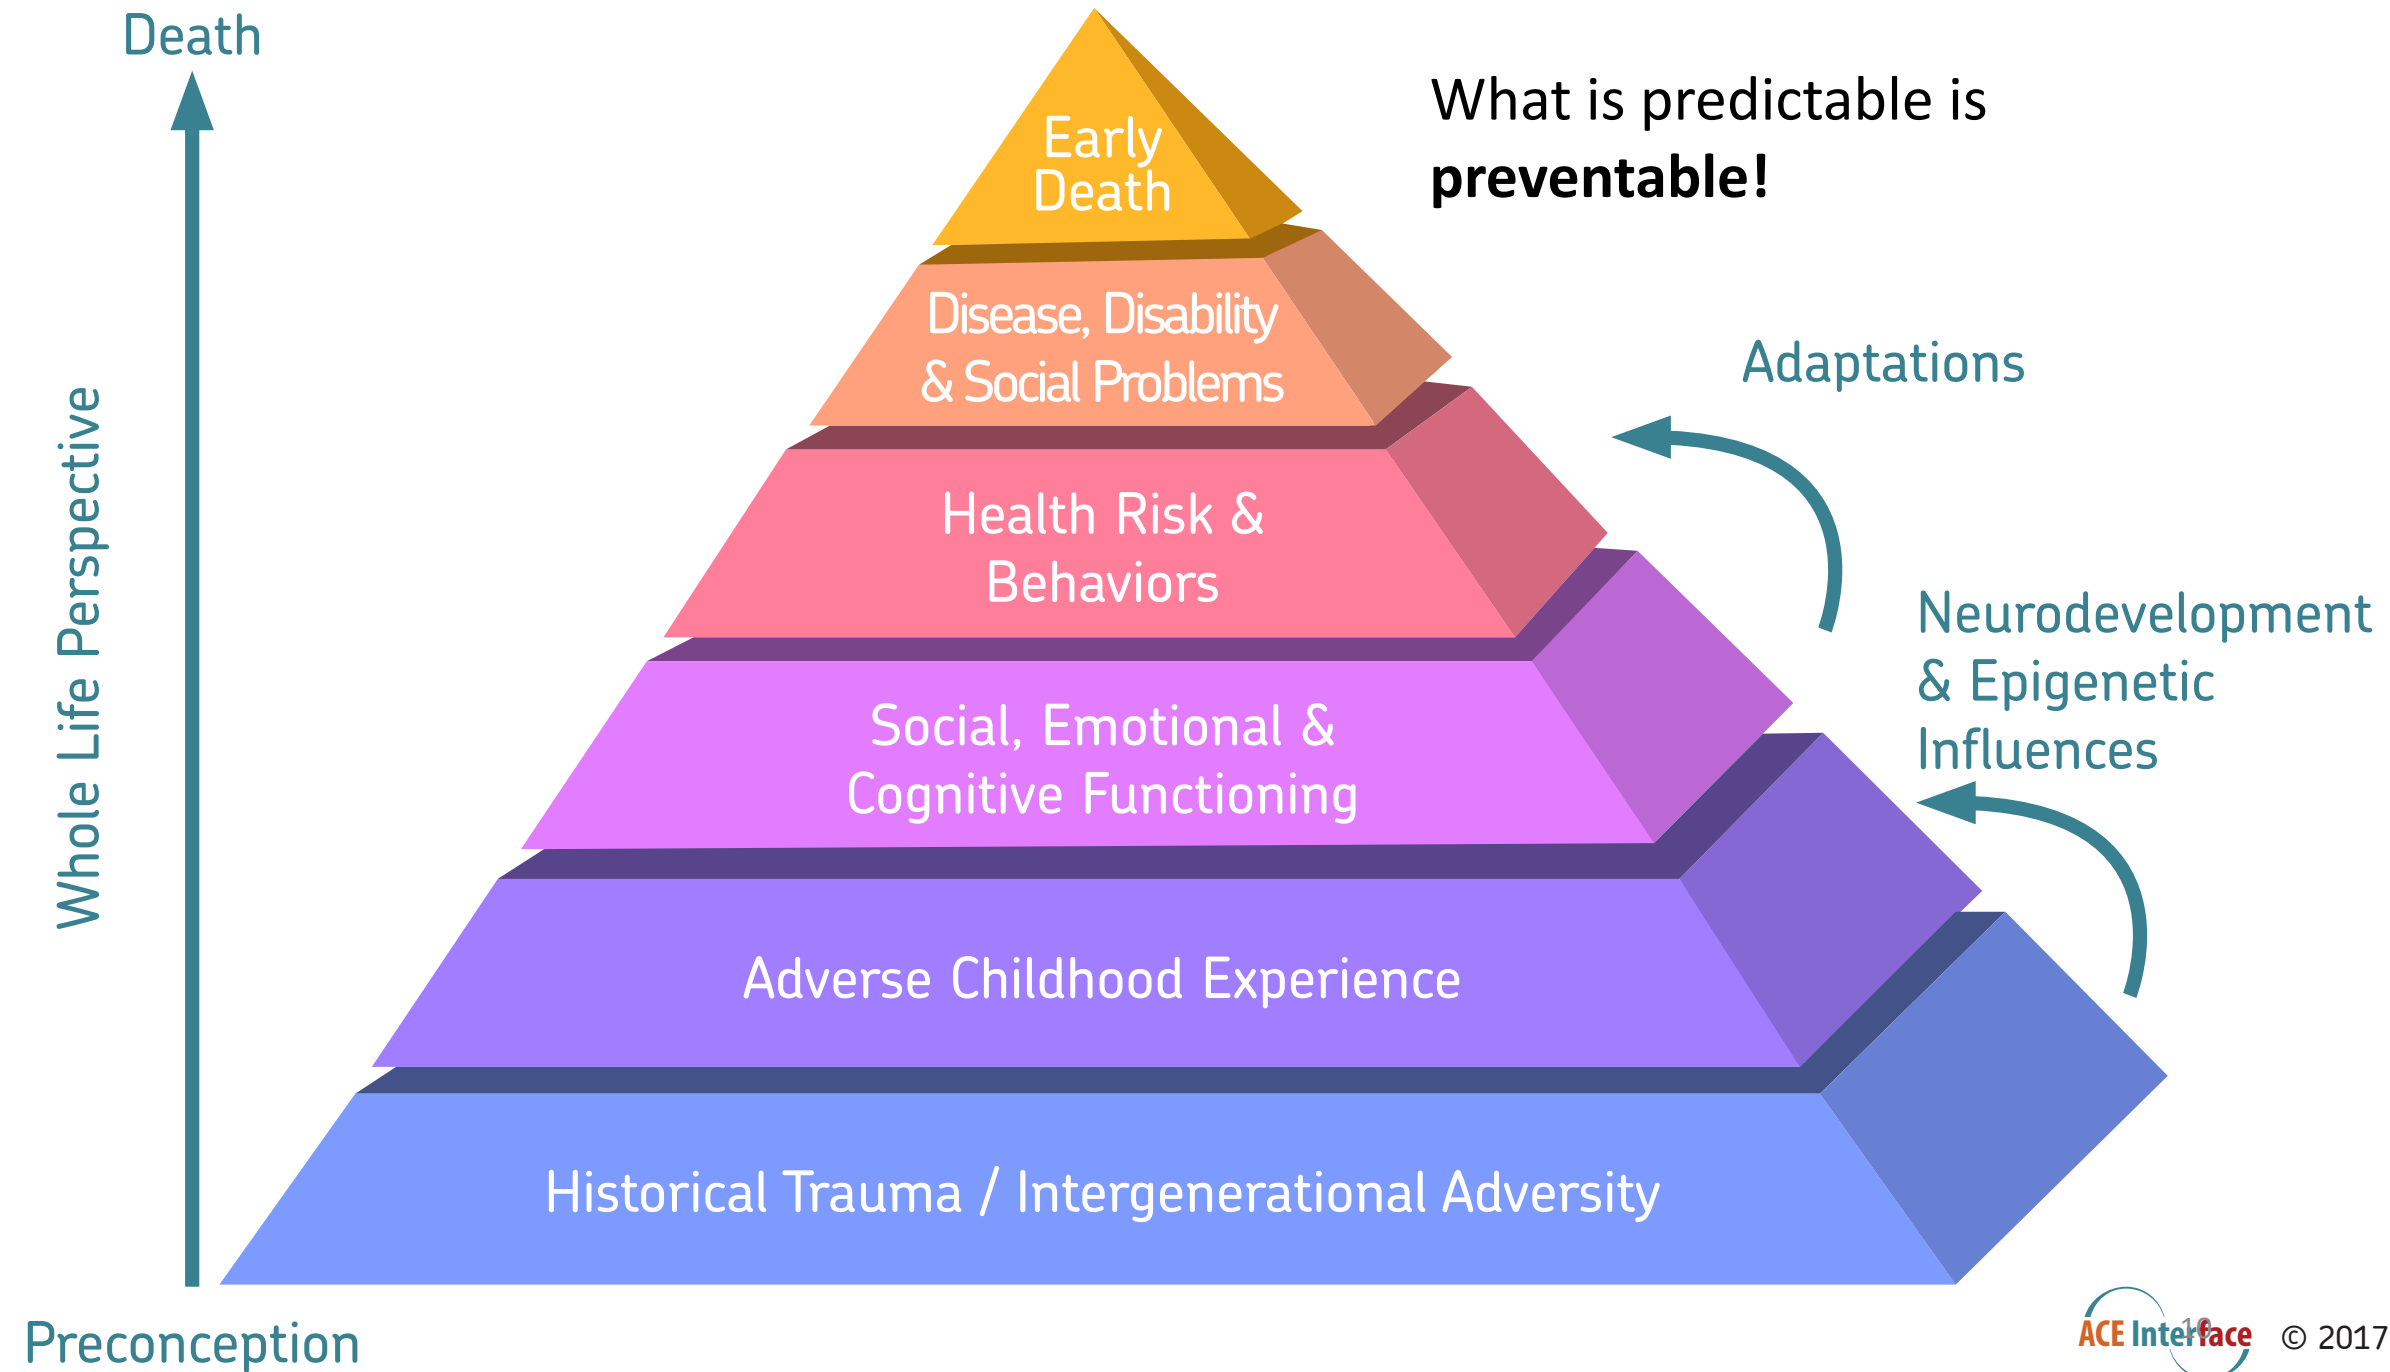 Death
What is predictable is
preventable!
Early
Death
Disease, Disability
& Social Problems
Adaptations
Health Risk &
Behaviors
Neurodevelopment
& Epigenetic
Influences
Social, Emotional &
Cognitive Functioning
Whole Life Perspective
Adverse Childhood Experience
Historical Trauma / Intergenerational Adversity
Preconception
10
ACE Interface
© 2017